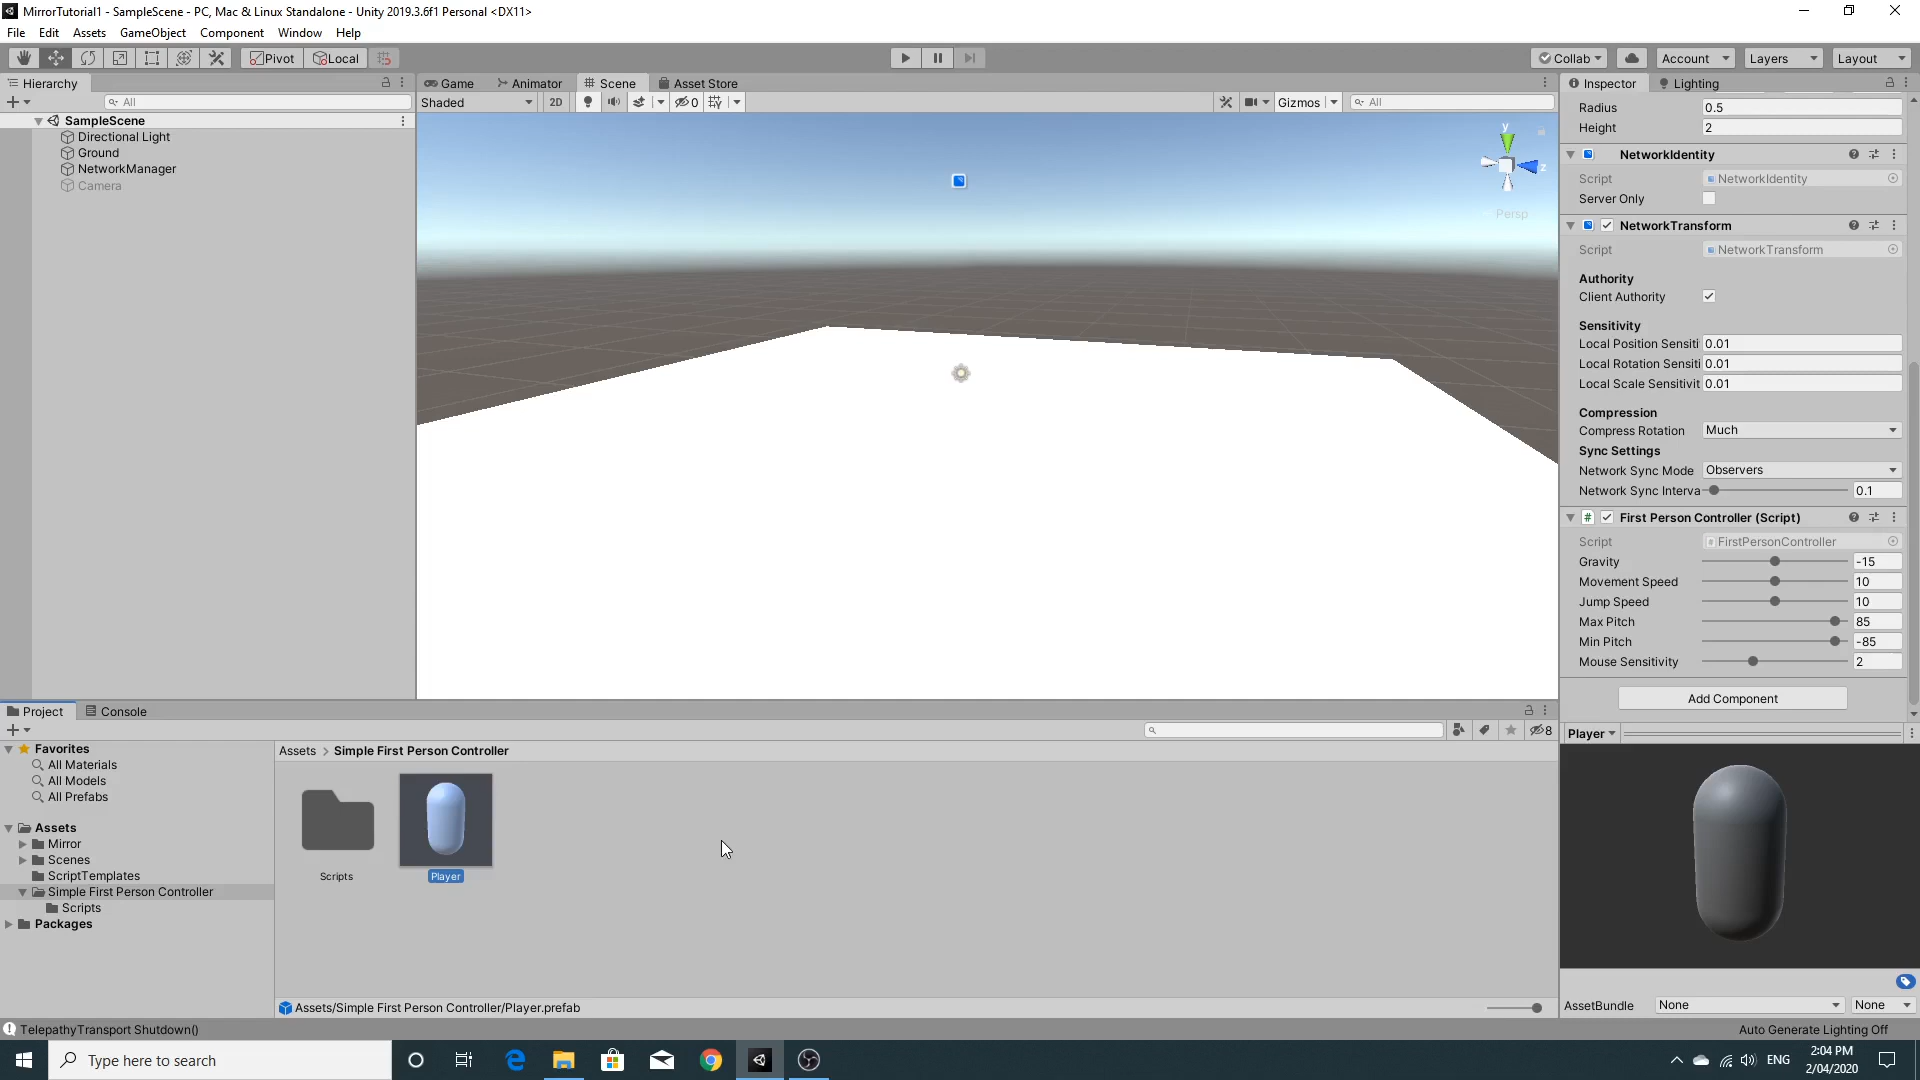 MirrorTutorial1 - SampleScene - PC, Mac & Linux Standalone - Unity 2019.3.6f1 Personal <DX11>
File Edit Assets GameObject Component Window Help
Pivot Local Collab Account Layers Layout
Hierarchy Game Animator Scene Asset Store Inspector Lighting
All Shaded 2D 0 Gizmos All
SampleScene
Directional Light
Ground
NetworkManager
Camera
y
z
Persp
Radius 0.5
Height 2
NetworkIdentity
Script NetworkIdentity
Server Only
NetworkTransform
Script NetworkTransform
Authority
Client Authority
Sensitivity
Local Position Sensiti 0.01
Local Rotation Sensiti 0.01
Local Scale Sensitivit 0.01
Compression
Compress Rotation Much
Sync Settings
Network Sync Mode Observers
Network Sync Interva 0.1
# First Person Controller (Script)
Script FirstPersonController
Gravity -15
Movement Speed 10
Jump Speed 10
Max Pitch 85
Min Pitch -85
Mouse Sensitivity 2
Add Component
Project Console
8
Favorites
All Materials
All Models
All Prefabs
Assets
Mirror
Scenes
ScriptTemplates
Simple First Person Controller
Scripts
Packages
Assets > Simple First Person Controller
Scripts
Player
Assets/Simple First Person Controller/Player.prefab
Player
AssetBundle None None
TelepathyTransport Shutdown()
Auto Generate Lighting Off
Type here to search
ENG
2:04 PM
2/04/2020